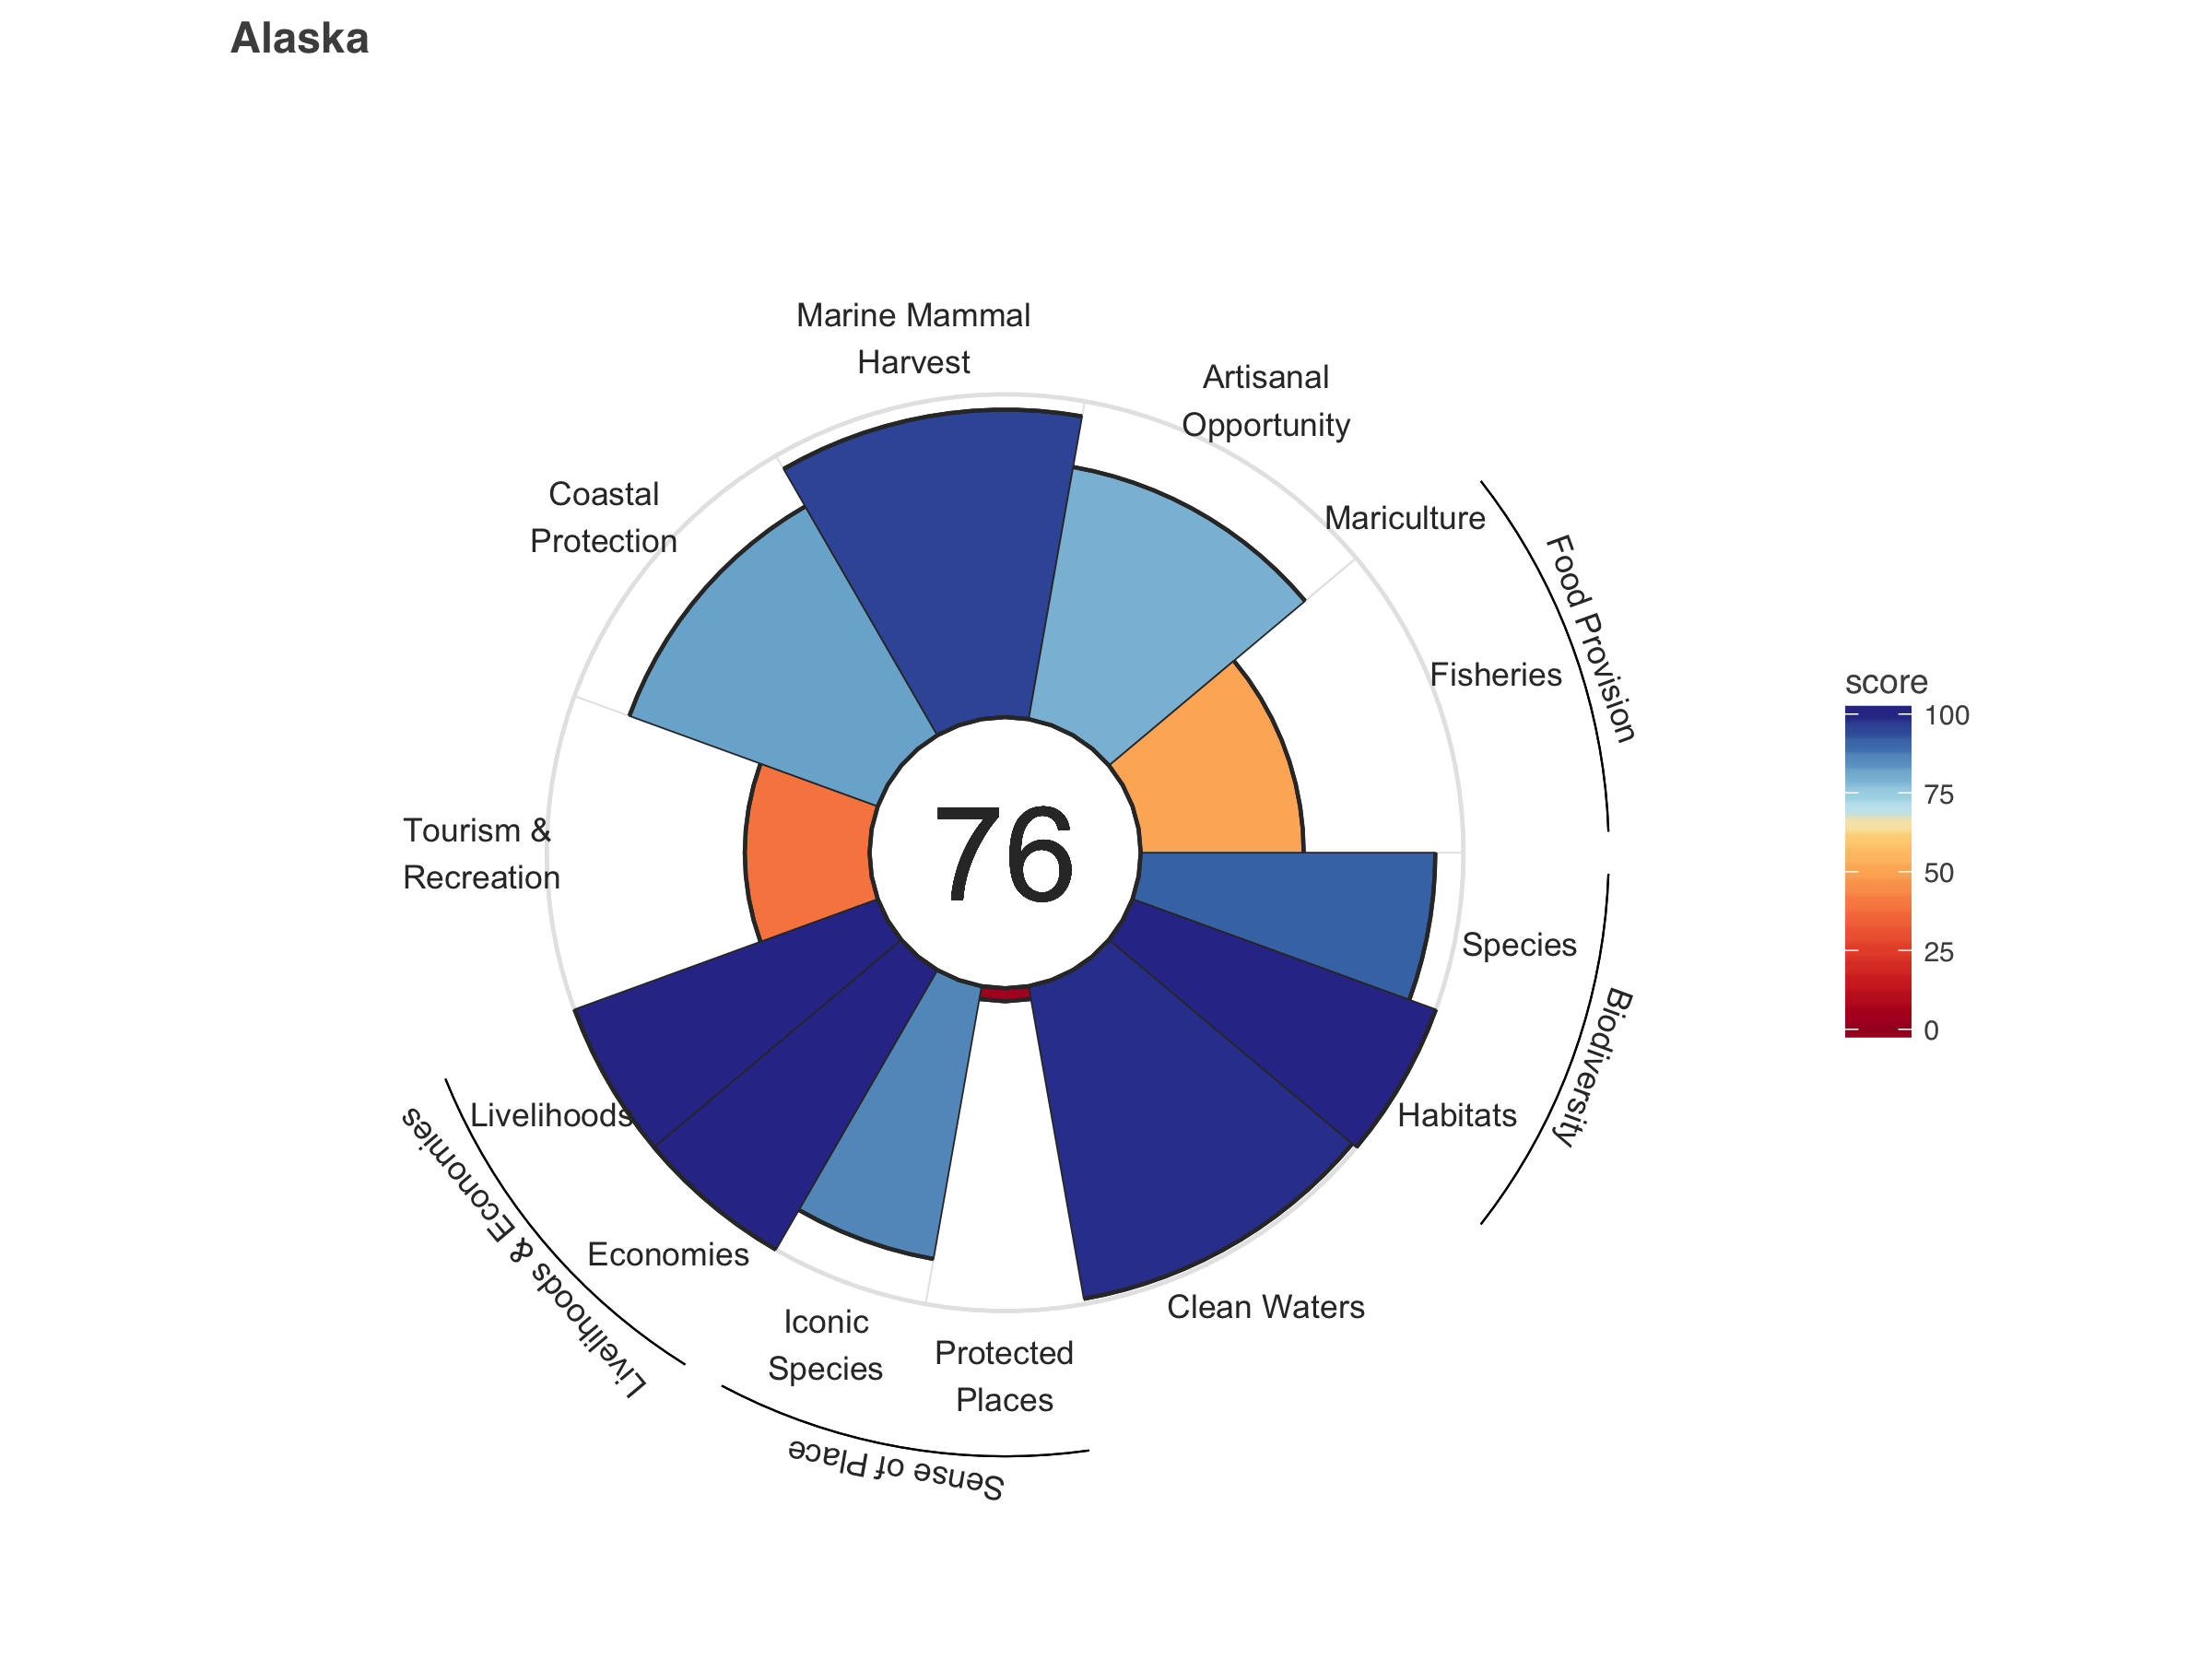 Alaska
Marine Mammal
Harvest
Artisanal
Opportunity
Coastal
Protection
Mariculture
Food Provision
Fisheries
score
100
75
50
25
0
Tourism &
Recreation
76
Species
Biodiversity
Livelihoods
Habitats
Livelihoods & Economies
Economies
Clean Waters
Iconic
Species
Protected
Places
Sense of Place